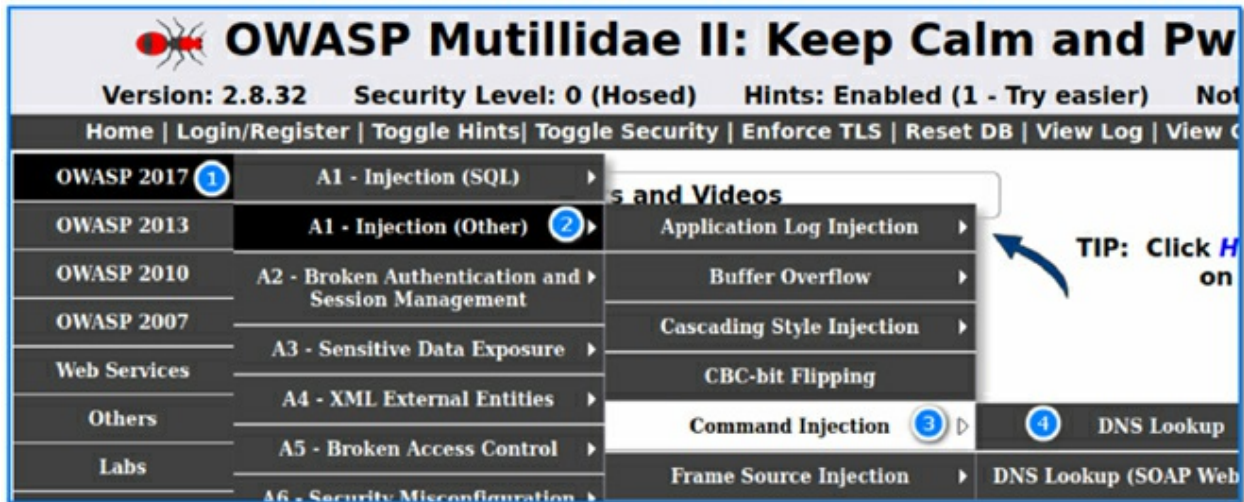 OWASP Mutillidae II: Keep Calm and Pw
Version: 2.8.32 Security Level: 0 (Hosed) Hints: Enabled (1 - Try easier) Not
Home | Login/Register | Toggle Hints| Toggle Security | Enforce TLS | Reset DB | View Log | View
OWASP 2017 1
OWASP 2013
OWASP 2010
OWASP 2007
Web Services
Others
Labs
A1 - Injection (SQL)
A1 - Injection (Other) 2
A2 - Broken Authentication and
Session Management
A3 - Sensitive Data Exposure
A4 - XML External Entities
A5 - Broken Access Control
A6 - Security Misconfiguration
s and Videos
Application Log Injection
Buffer Overflow
Cascading Style Injection
CBC-bit Flipping
Command Injection 3
Frame Source Injection
4 DNS Lookup
DNS Lookup (SOAP Web
TIP: Click H
on